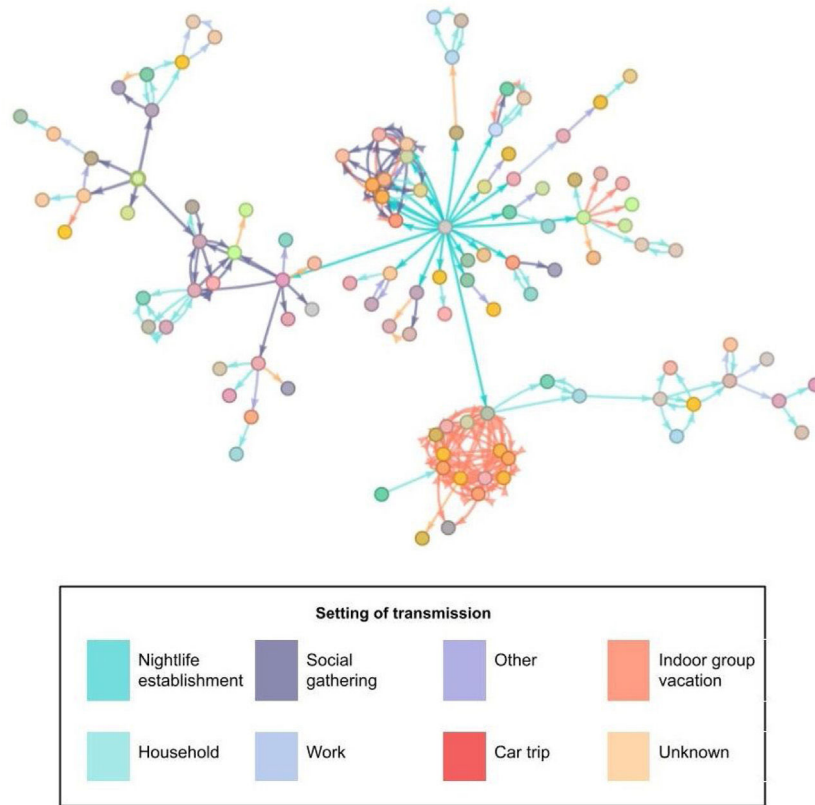 Setting of transmission
Nightlife
establishment
Social
gathering
Other
Indoor group
vacation
Household
Work
Car trip
Unknown